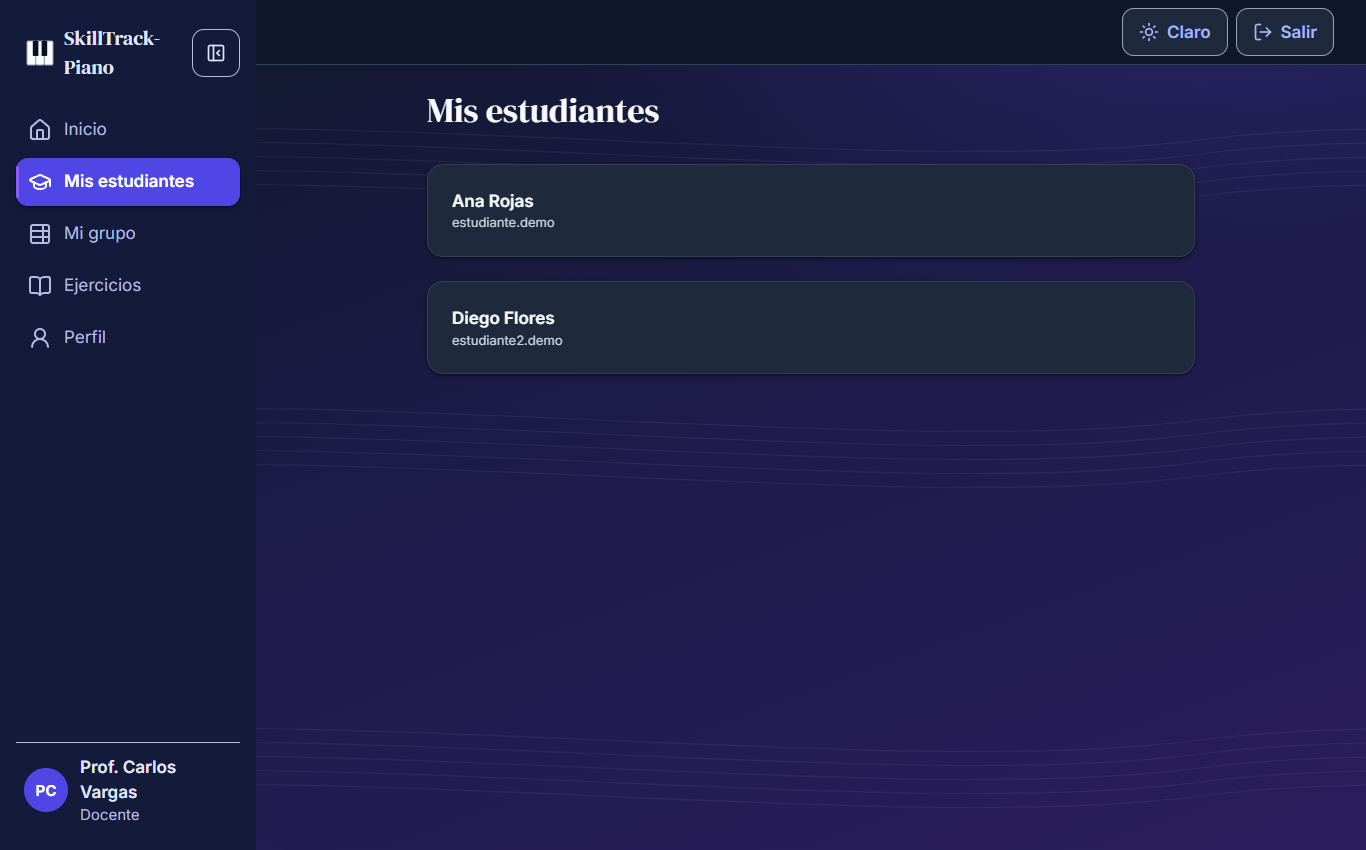 SkillTrack-
Piano
Claro
Salir
Inicio
Mis estudiantes
Mi grupo
Ejercicios
Perfil
Mis estudiantes
Ana Rojas
estudiante.demo
Diego Flores
estudiante2.demo
PC
Prof. Carlos
Vargas
Docente